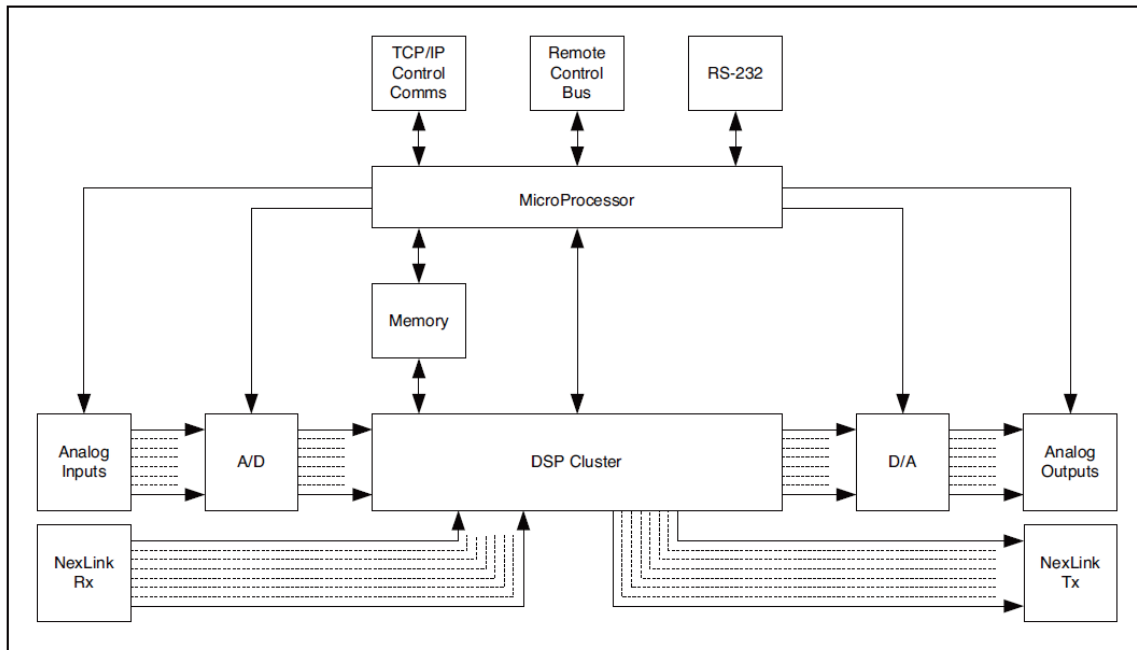 TCP/IP
Control
Comms
Remote
Control
Bus
RS-232
MicroProcessor
Memory
Analog
Inputs
A/D
DSP Cluster
D/A
Analog
Outputs
NexLink
Rx
NexLink
Tx